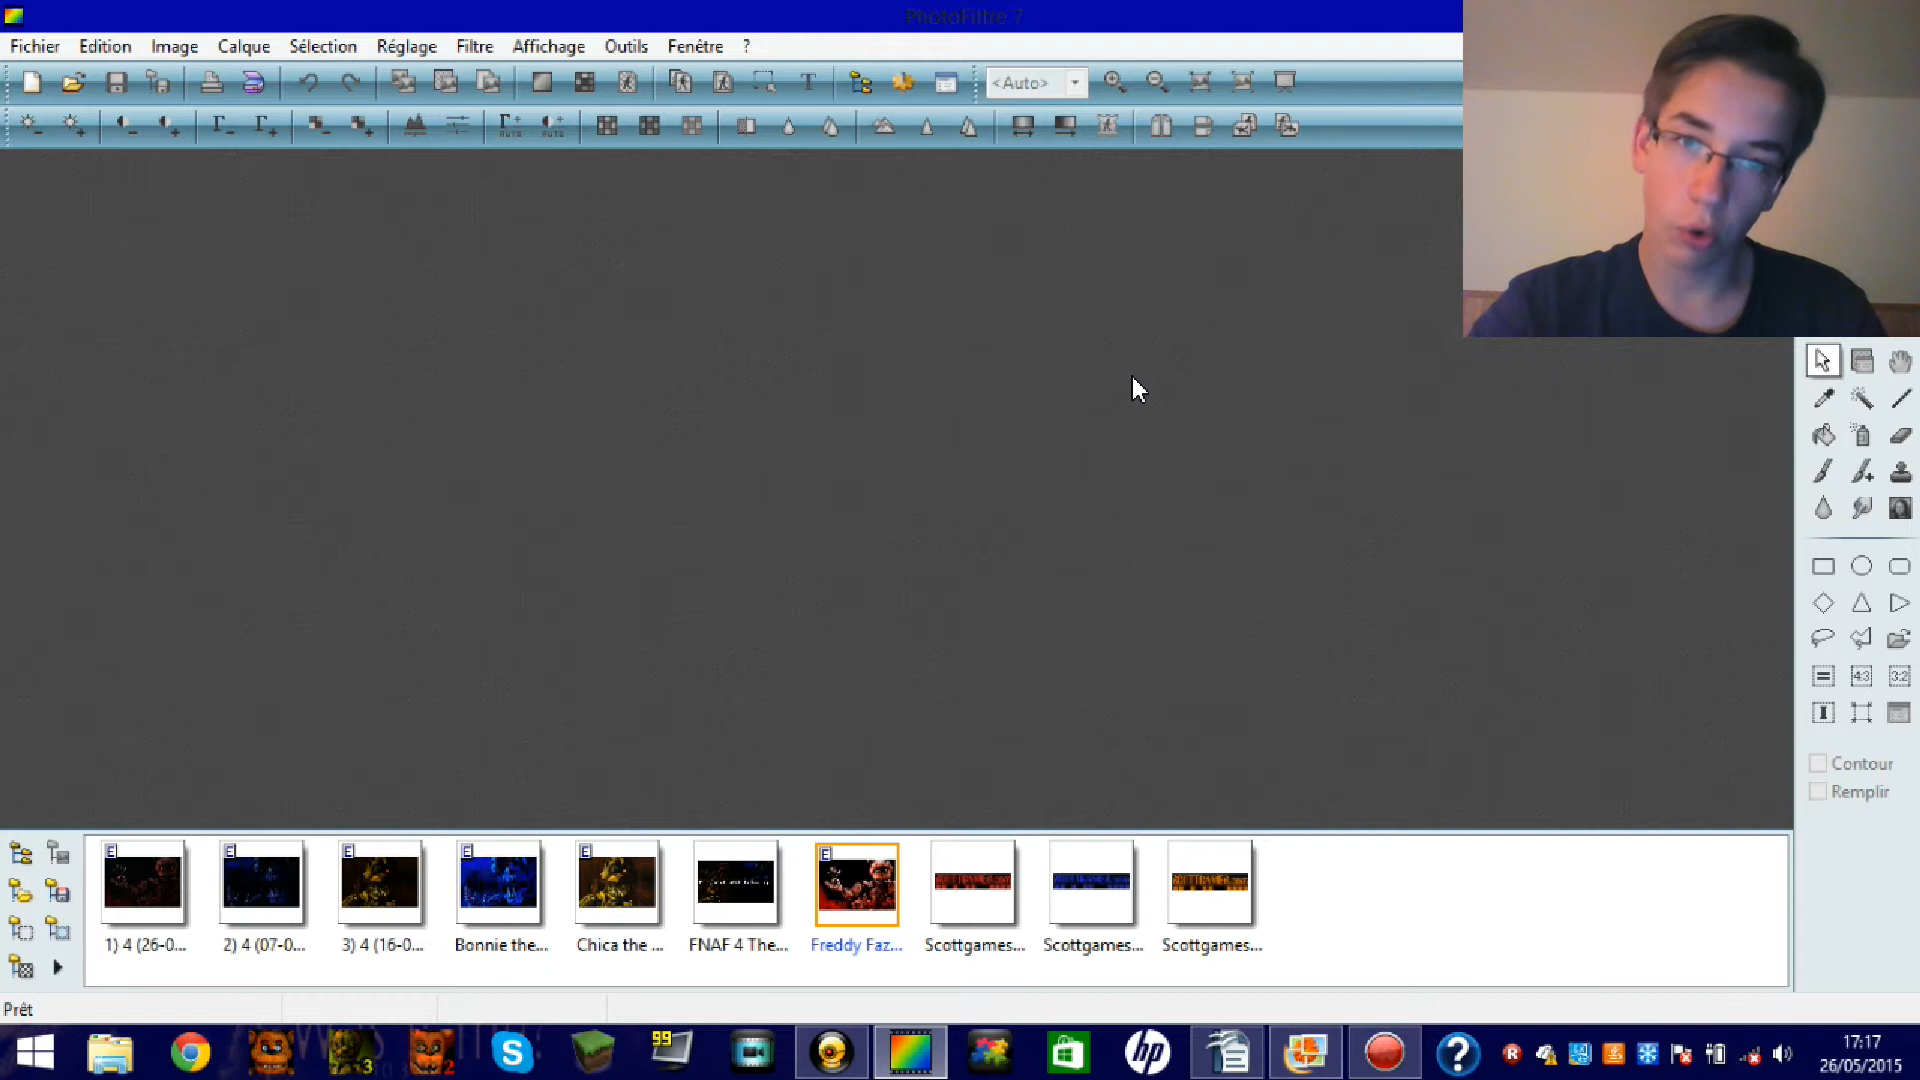 PhotoFiltre 7
Fichier Edition Image Calque Sélection Réglage Filtre Affichage Outils Fenêtre ?
<Auto>
Contour
Remplir
1) 4 (26-0... 2) 4 (07-0... 3) 4 (16-0... Bonnie the... Chica the ... FNAF 4 The... Freddy Faz... Scottgames... Scottgames... Scottgames...
Prêt
17:17
26/05/2015